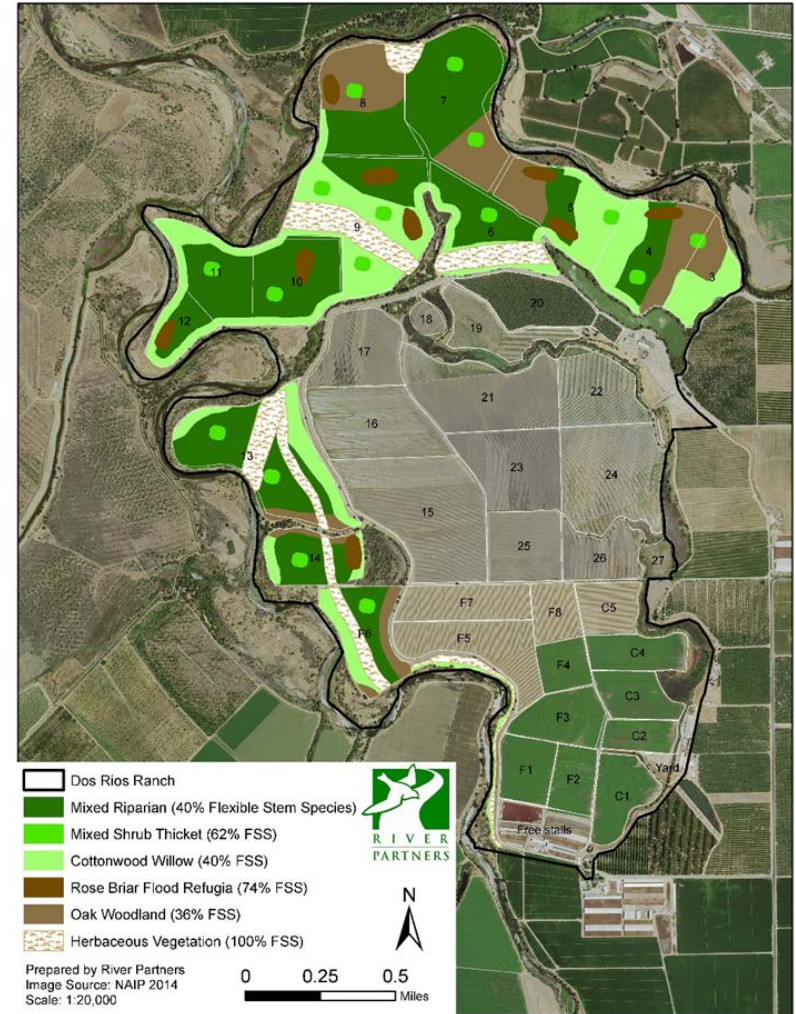 8
7
9
6
5
4
3
11
10
12
20
18
19
17
21
22
16
13
23
24
15
14
25
26
27
F7
F8
C5
F6
F5
F4
C4
C3
F3
C2
F1
F2
C1
Yard
Free stalls
Dos Rios Ranch
Mixed Riparian (40% Flexible Stem Species)
Mixed Shrub Thicket (62% FSS)
Cottonwood Willow (40% FSS)
Rose Briar Flood Refugia (74% FSS)
Oak Woodland (36% FSS)
Herbaceous Vegetation (100% FSS)
RIVER
PARTNERS
N
Prepared by River Partners
Image Source: NAIP 2014
Scale: 1:20,000
0 0.25 0.5
Miles